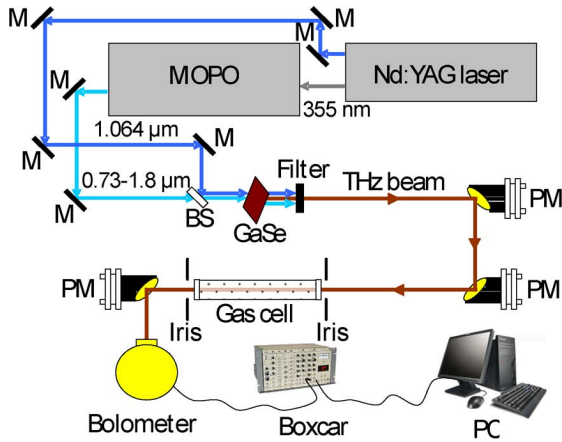 M
M
M
MOPO
Nd:YAG laser
355 nm
M
1.064 µm
M
Filter
0.73-1.8 µm
THz beam
M
BS
GaSe
PM
PM
PM
Iris
Gas cell
Iris
Bolometer
Boxcar
PC